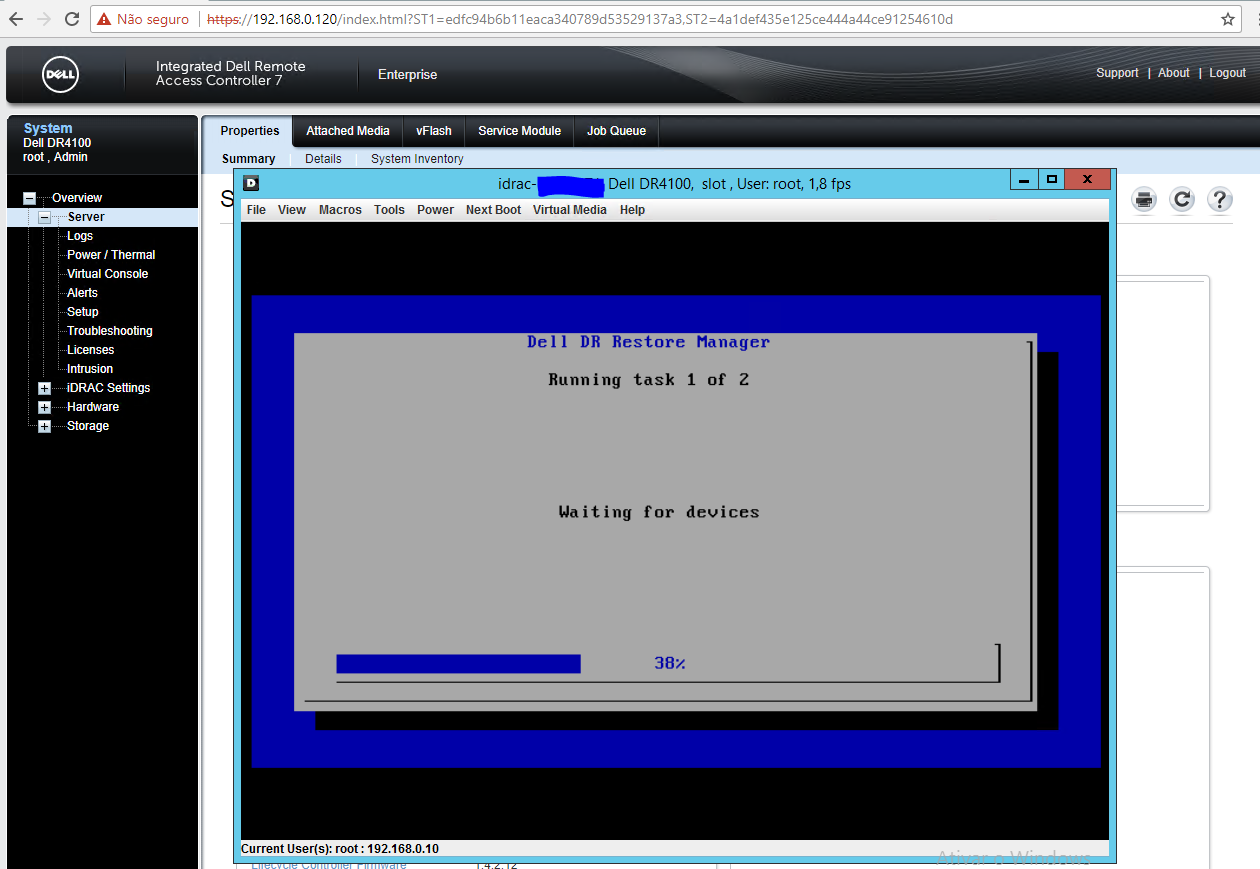 Não seguro https://192.168.0.120/index.html?ST1=edfc94b6b11eaca340789d53529137a3,ST2=4a1def435e125ce444a44ce91254610d
DELL
Integrated Dell Remote
Access Controller 7
Enterprise
Support | About | Logout
System
Dell DR4100
root , Admin
Properties Attached Media vFlash Service Module Job Queue
Summary Details System Inventory
Overview
Server
Logs
Power / Thermal
Virtual Console
Alerts
Setup
Troubleshooting
Licenses
Intrusion
iDRAC Settings
Hardware
Storage
S
D
idrac- Dell DR4100, slot , User: root, 1,8 fps
X
File View Macros Tools Power Next Boot Virtual Media Help
?
Dell DR Restore Manager
Running task 1 of 2
Waiting for devices
38%
Current User(s): root : 192.168.0.10
Ativar o Windows
Lifecycle Controller Firmware 1.4.2.12